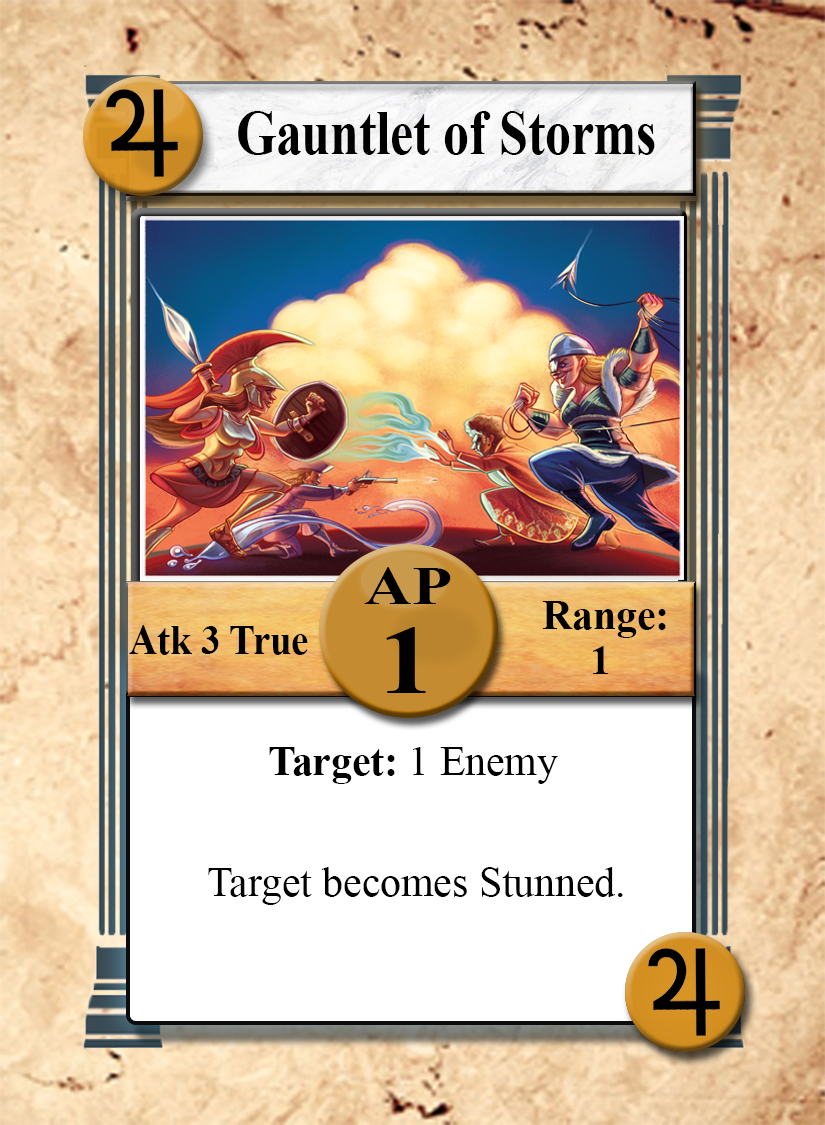 ♃ Gauntlet of Storms
Atk 3 True
AP
1
Range:
1
Target: 1 Enemy
Target becomes Stunned.
♃